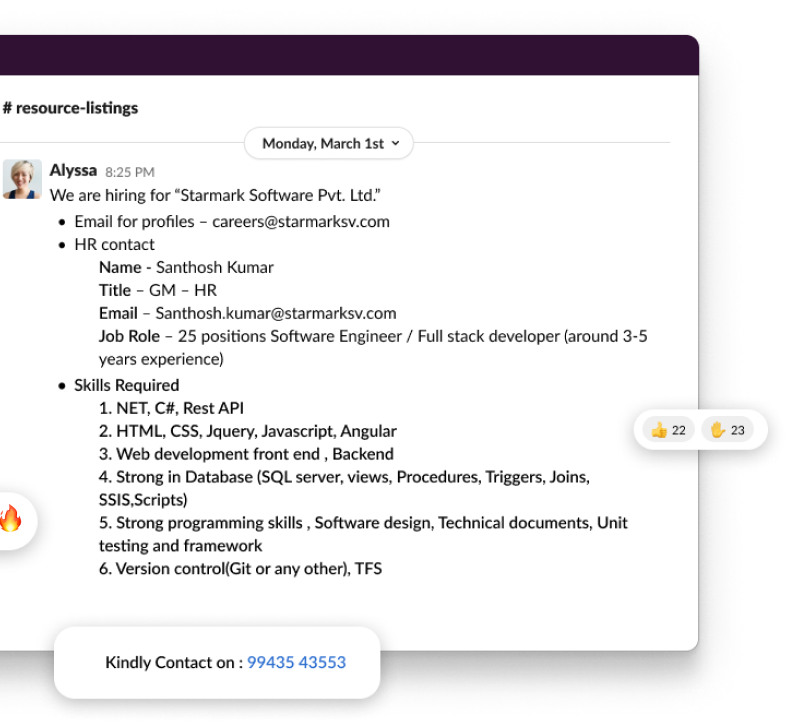 # resource-listings
Monday, March 1st
Alyssa 8:25 PM
We are hiring for “Starmark Software Pvt. Ltd.”
• Email for profiles – careers@starmarksv.com
• HR contact
Name - Santhosh Kumar
Title – GM – HR
Email – Santhosh.kumar@starmarksv.com
Job Role – 25 positions Software Engineer / Full stack developer (around 3-5
years experience)
• Skills Required
1. NET, C#, Rest API
2. HTML, CSS, Jquery, Javascript, Angular
3. Web development front end , Backend
4. Strong in Database (SQL server, views, Procedures, Triggers, Joins,
SSIS,Scripts)
5. Strong programming skills , Software design, Technical documents, Unit
testing and framework
6. Version control(Git or any other), TFS
👍 22 ✋ 23
Kindly Contact on : 99435 43553